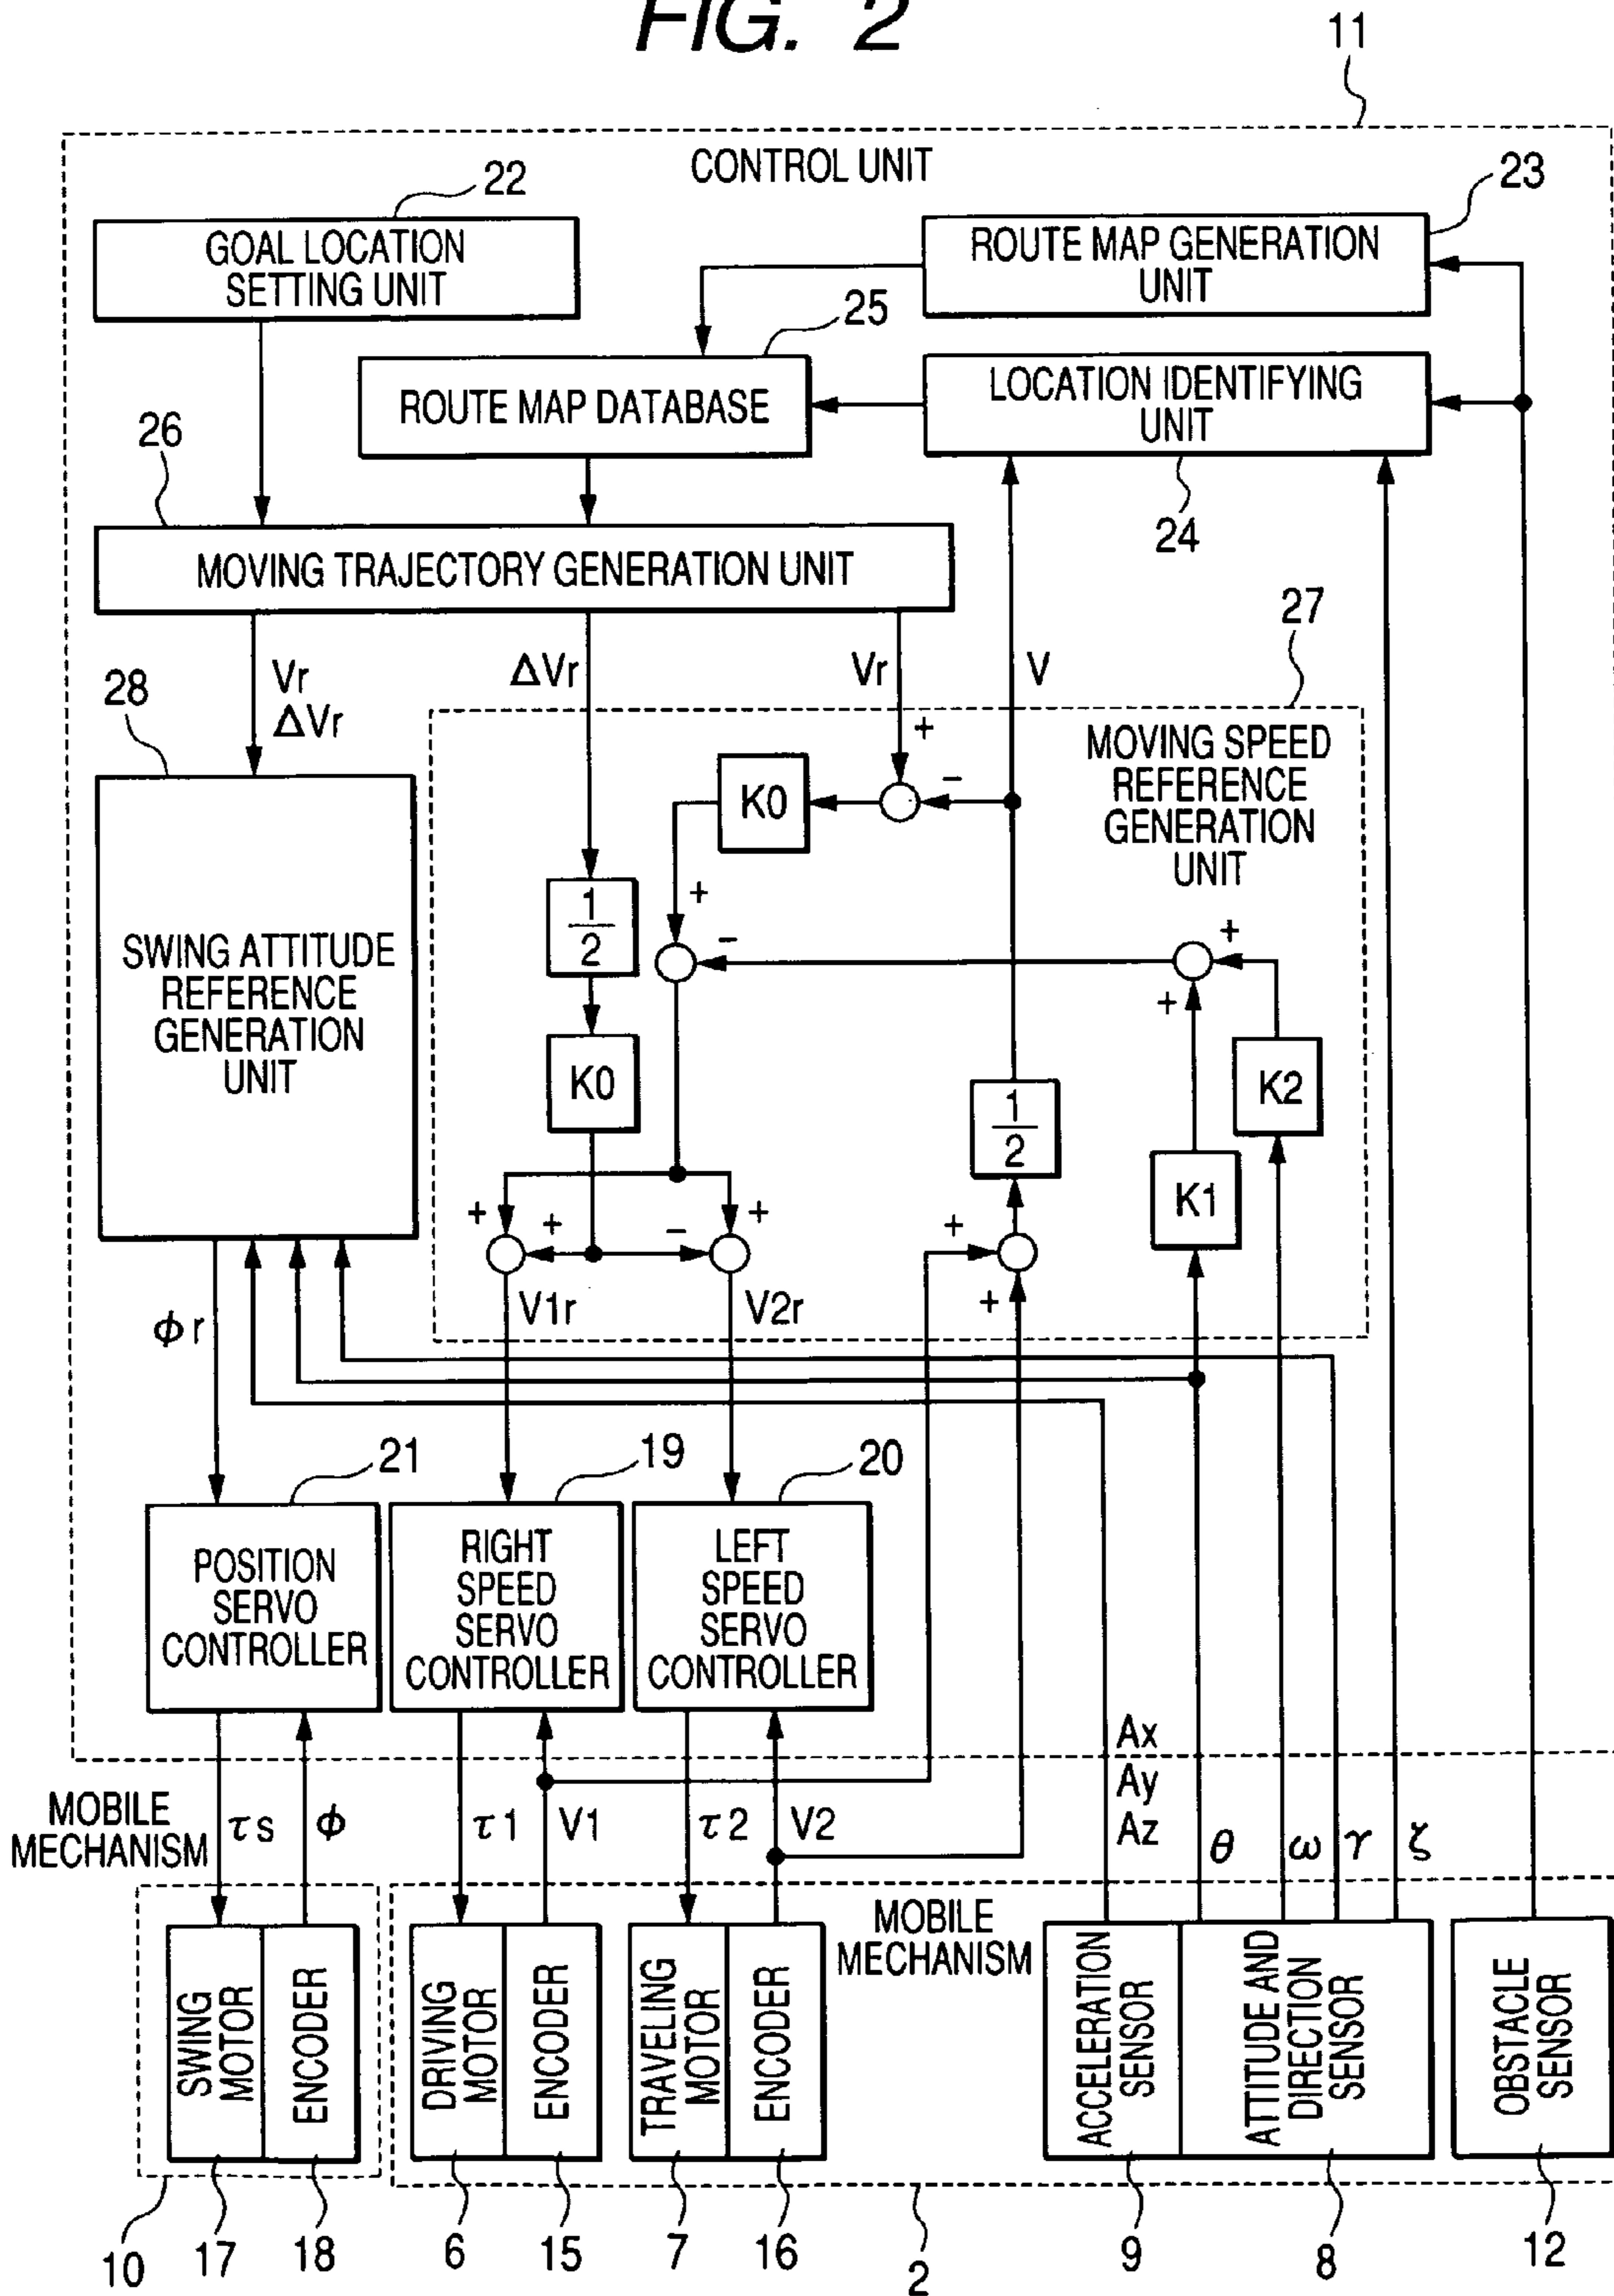 FIG. 2
11
CONTROL UNIT
22
23
GOAL LOCATION
SETTING UNIT
ROUTE MAP GENERATION
UNIT
25
ROUTE MAP DATABASE
LOCATION IDENTIFYING
UNIT
26
24
MOVING TRAJECTORY GENERATION UNIT
27
28
Vr
ΔVr
ΔVr
Vr
V
+
−
MOVING SPEED
REFERENCE
GENERATION
UNIT
K0
1
2
+
−
+
+
SWING ATTITUDE
REFERENCE
GENERATION
UNIT
K0
K2
1
2
K1
+
+
−
+
+
+
V1r
V2r
ϕr
21
19
20
POSITION
SERVO
CONTROLLER
RIGHT
SPEED
SERVO
CONTROLLER
LEFT
SPEED
SERVO
CONTROLLER
Ax
Ay
Az
MOBILE
MECHANISM
τs
ϕ
τ1
V1
τ2
V2
θ
ω
γ
ζ
MOBILE
MECHANISM
SWING
MOTOR
ENCODER
DRIVING
MOTOR
ENCODER
TRAVELING
MOTOR
ENCODER
ACCELERATION
SENSOR
ATTITUDE AND
DIRECTION
SENSOR
OBSTACLE
SENSOR
10
17
18
6
15
7
16
2
9
8
12